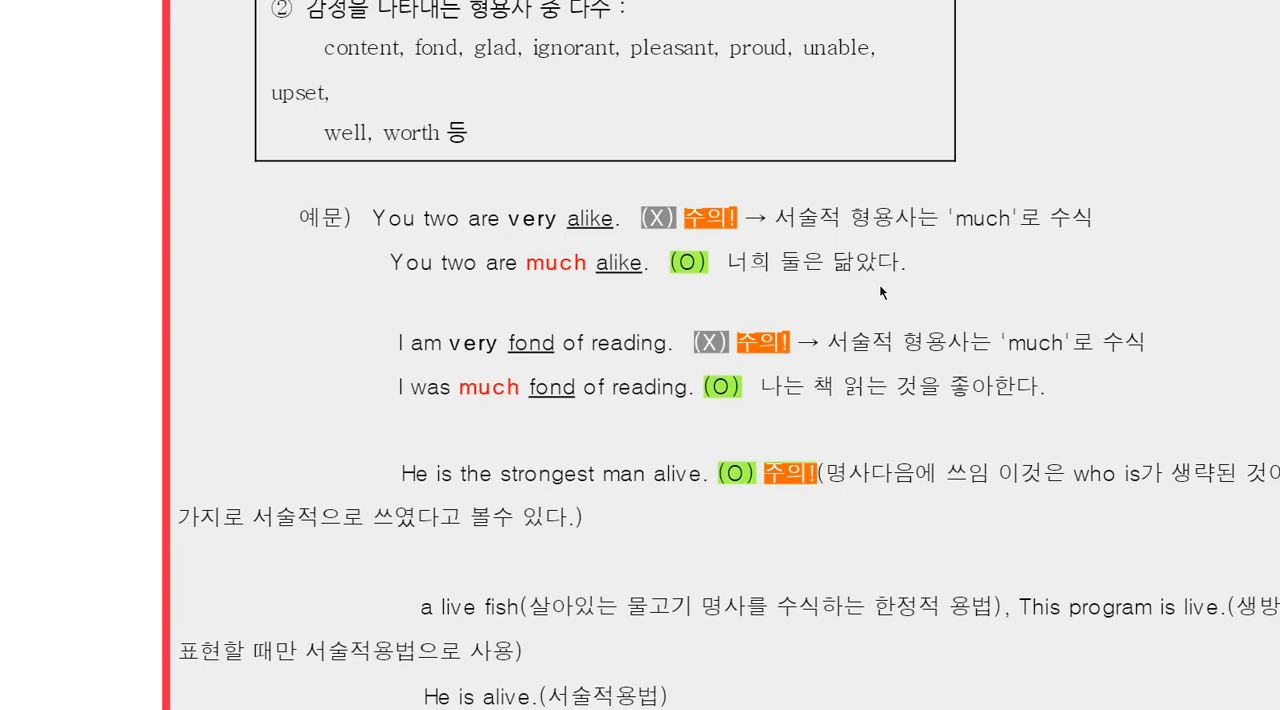 ② 감정을 나타내는 형용사 중 다수 :
content, fond, glad, ignorant, pleasant, proud, unable,
upset,
well, worth 등
예문) You two are very alike. (X) 주의! → 서술적 형용사는 'much'로 수식
You two are much alike. (O) 너희 둘은 닮았다.
I am very fond of reading. (X) 주의! → 서술적 형용사는 'much'로 수식
I was much fond of reading. (O) 나는 책 읽는 것을 좋아한다.
He is the strongest man alive. (O) 주의!(명사다음에 쓰임 이것은 who is가 생략된 것
가지로 서술적으로 쓰였다고 볼수 있다.)
a live fish(살아있는 물고기 명사를 수식하는 한정적 용법), This program is live.(생방
표현할 때만 서술적용법으로 사용)
He is alive.(서술적용법)